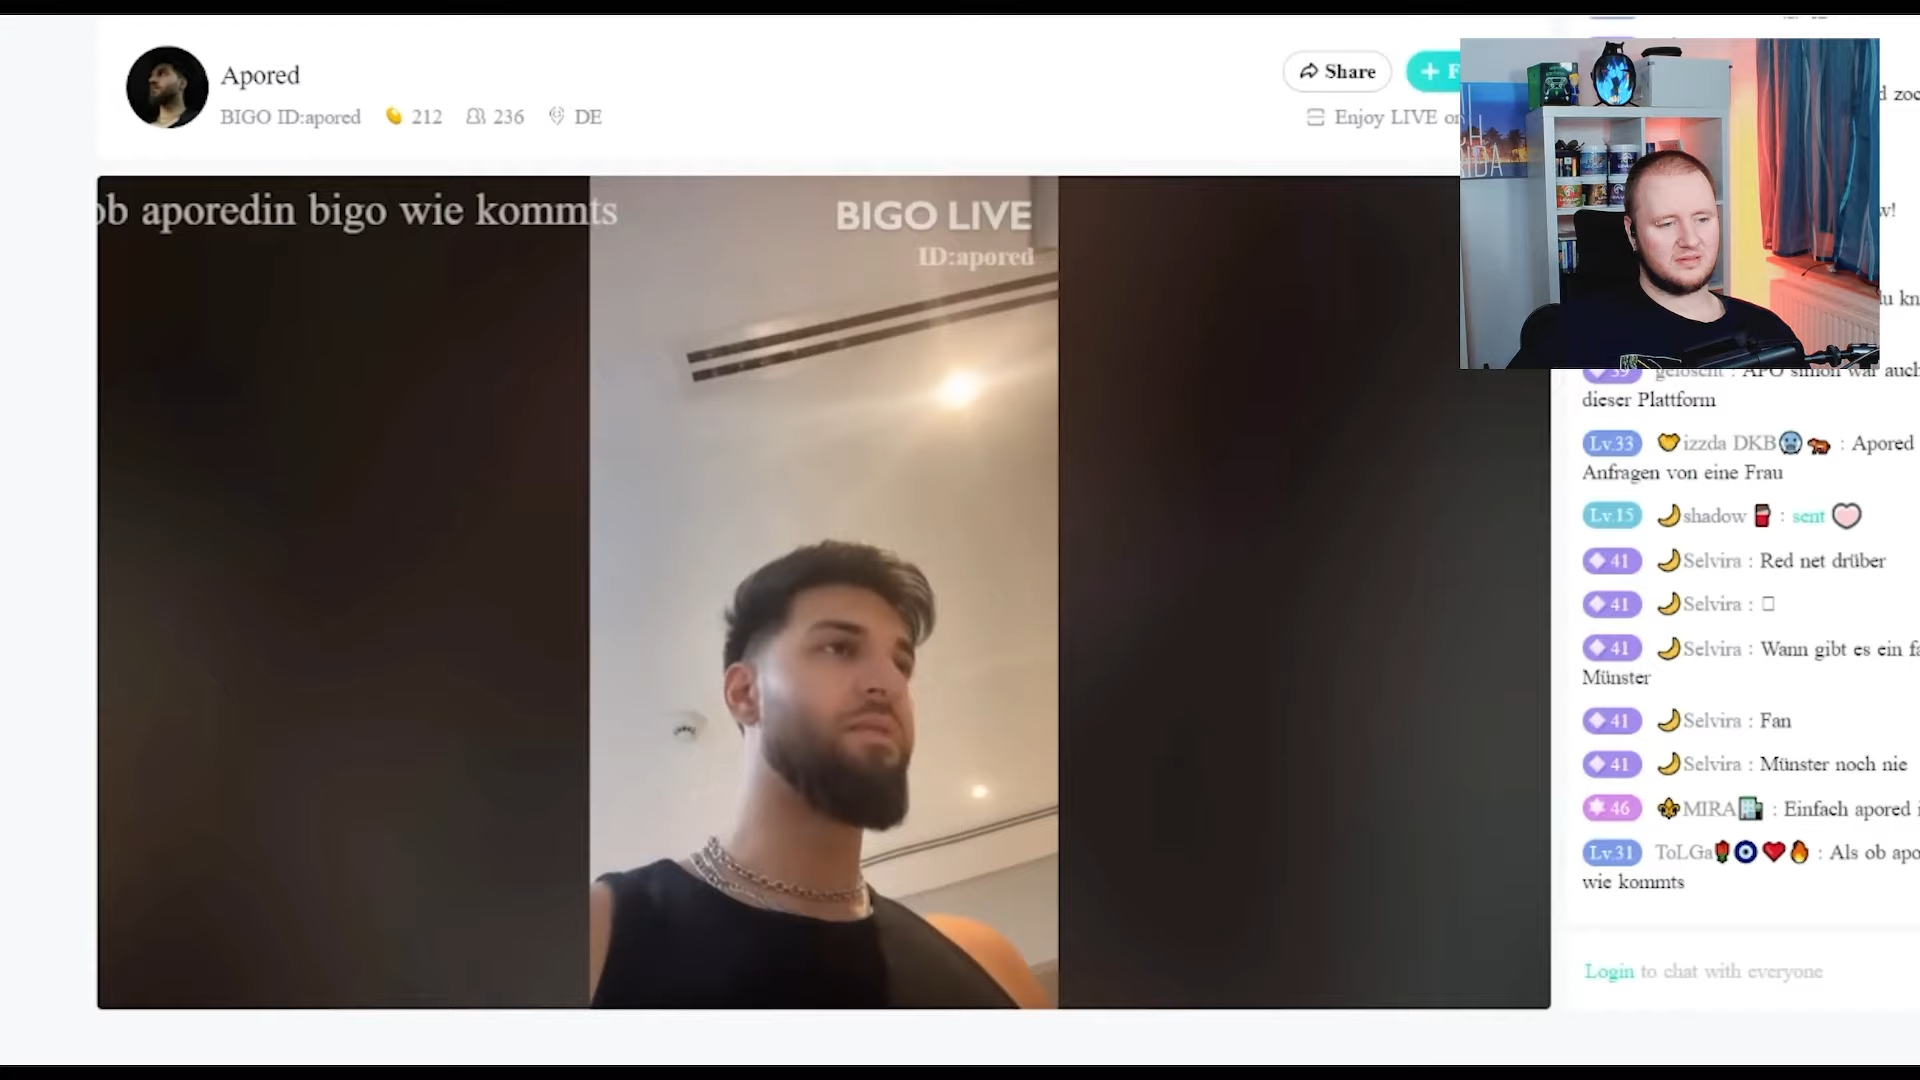 Apored
BIGO ID:apored 212 236 DE
Share
Enjoy LIVE
ob aporedin bigo wie kommts
BIGO LIVE
ID:apored
dieser Plattform
Lv.33 izzda DKB : Apored
Anfragen von eine Frau
Lv.15 shadow : sent
41 Selvira : Red net drüber
41 Selvira :
41 Selvira : Wann gibt es ein
Münster
41 Selvira : Fan
41 Selvira : Münster noch nie
46 MIRA : Einfach apored
Lv.31 ToLGa : Als ob
wie kommts
Login to chat with everyone